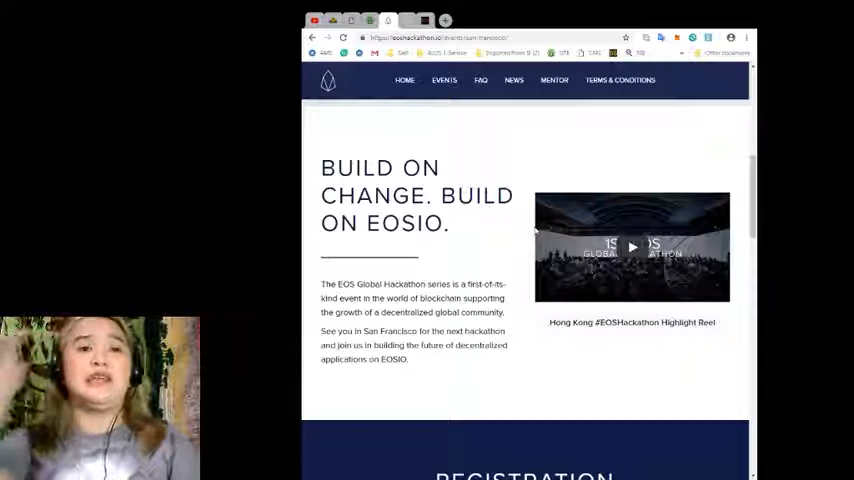 https://eoshackathon.io/events/san-francisco/
AMS
Gmail
HOME EVENTS FAQ NEWS MENTOR TERMS & CONDITIONS
BUILD ON
CHANGE. BUILD
ON EOSIO.
The EOS Global Hackathon series is a first-of-its-
kind event in the world of blockchain supporting
the growth of a decentralized global community.
See you in San Francisco for the next hackathon
and join us in building the future of decentralized
applications on EOSIO.
Hong Kong #EOSHackathon Highlight Reel
REGISTRATION